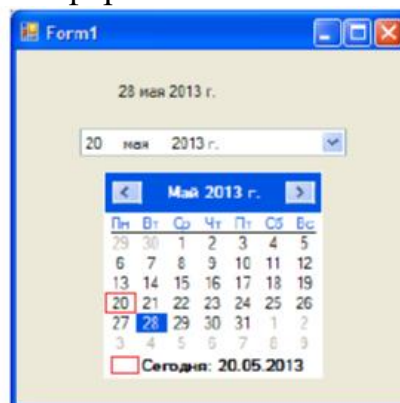 Form1
28 мая 2013 г.
20 мая 2013 г.
Май 2013 г.
Пн Вт Ср Чт Пт Сб Вс
29 30 1 2 3 4 5
6 7 8 9 10 11 12
13 14 15 16 17 18 19
20 21 22 23 24 25 26
27 28 29 30 31 1 2
3 4 5 6 7 8 9
Сегодня: 20.05.2013